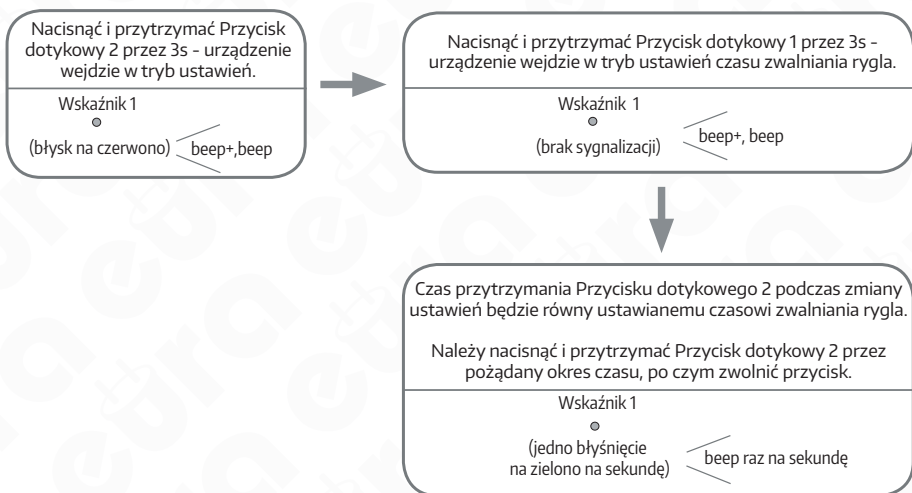 Nacisnąć i przytrzymać Przycisk
dotykowy 2 przez 3s - urządzenie
wejdzie w tryb ustawień.
Wskaźnik 1
(błysk na czerwono)
beep+,beep
Nacisnąć i przytrzymać Przycisk dotykowy 1 przez 3s -
urządzenie wejdzie w tryb ustawień czasu zwalniania rygla.
Wskaźnik 1
(brak sygnalizacji)
beep+, beep
Czas przytrzymania Przycisku dotykowego 2 podczas zmiany
ustawień będzie równy ustawianemu czasowi zwalniania rygla.
Należy nacisnąć i przytrzymać Przycisk dotykowy 2 przez
pożądany okres czasu, po czym zwolnić przycisk.
Wskaźnik 1
(jedno błyśnięcie
na zielono na sekundę)
beep raz na sekundę